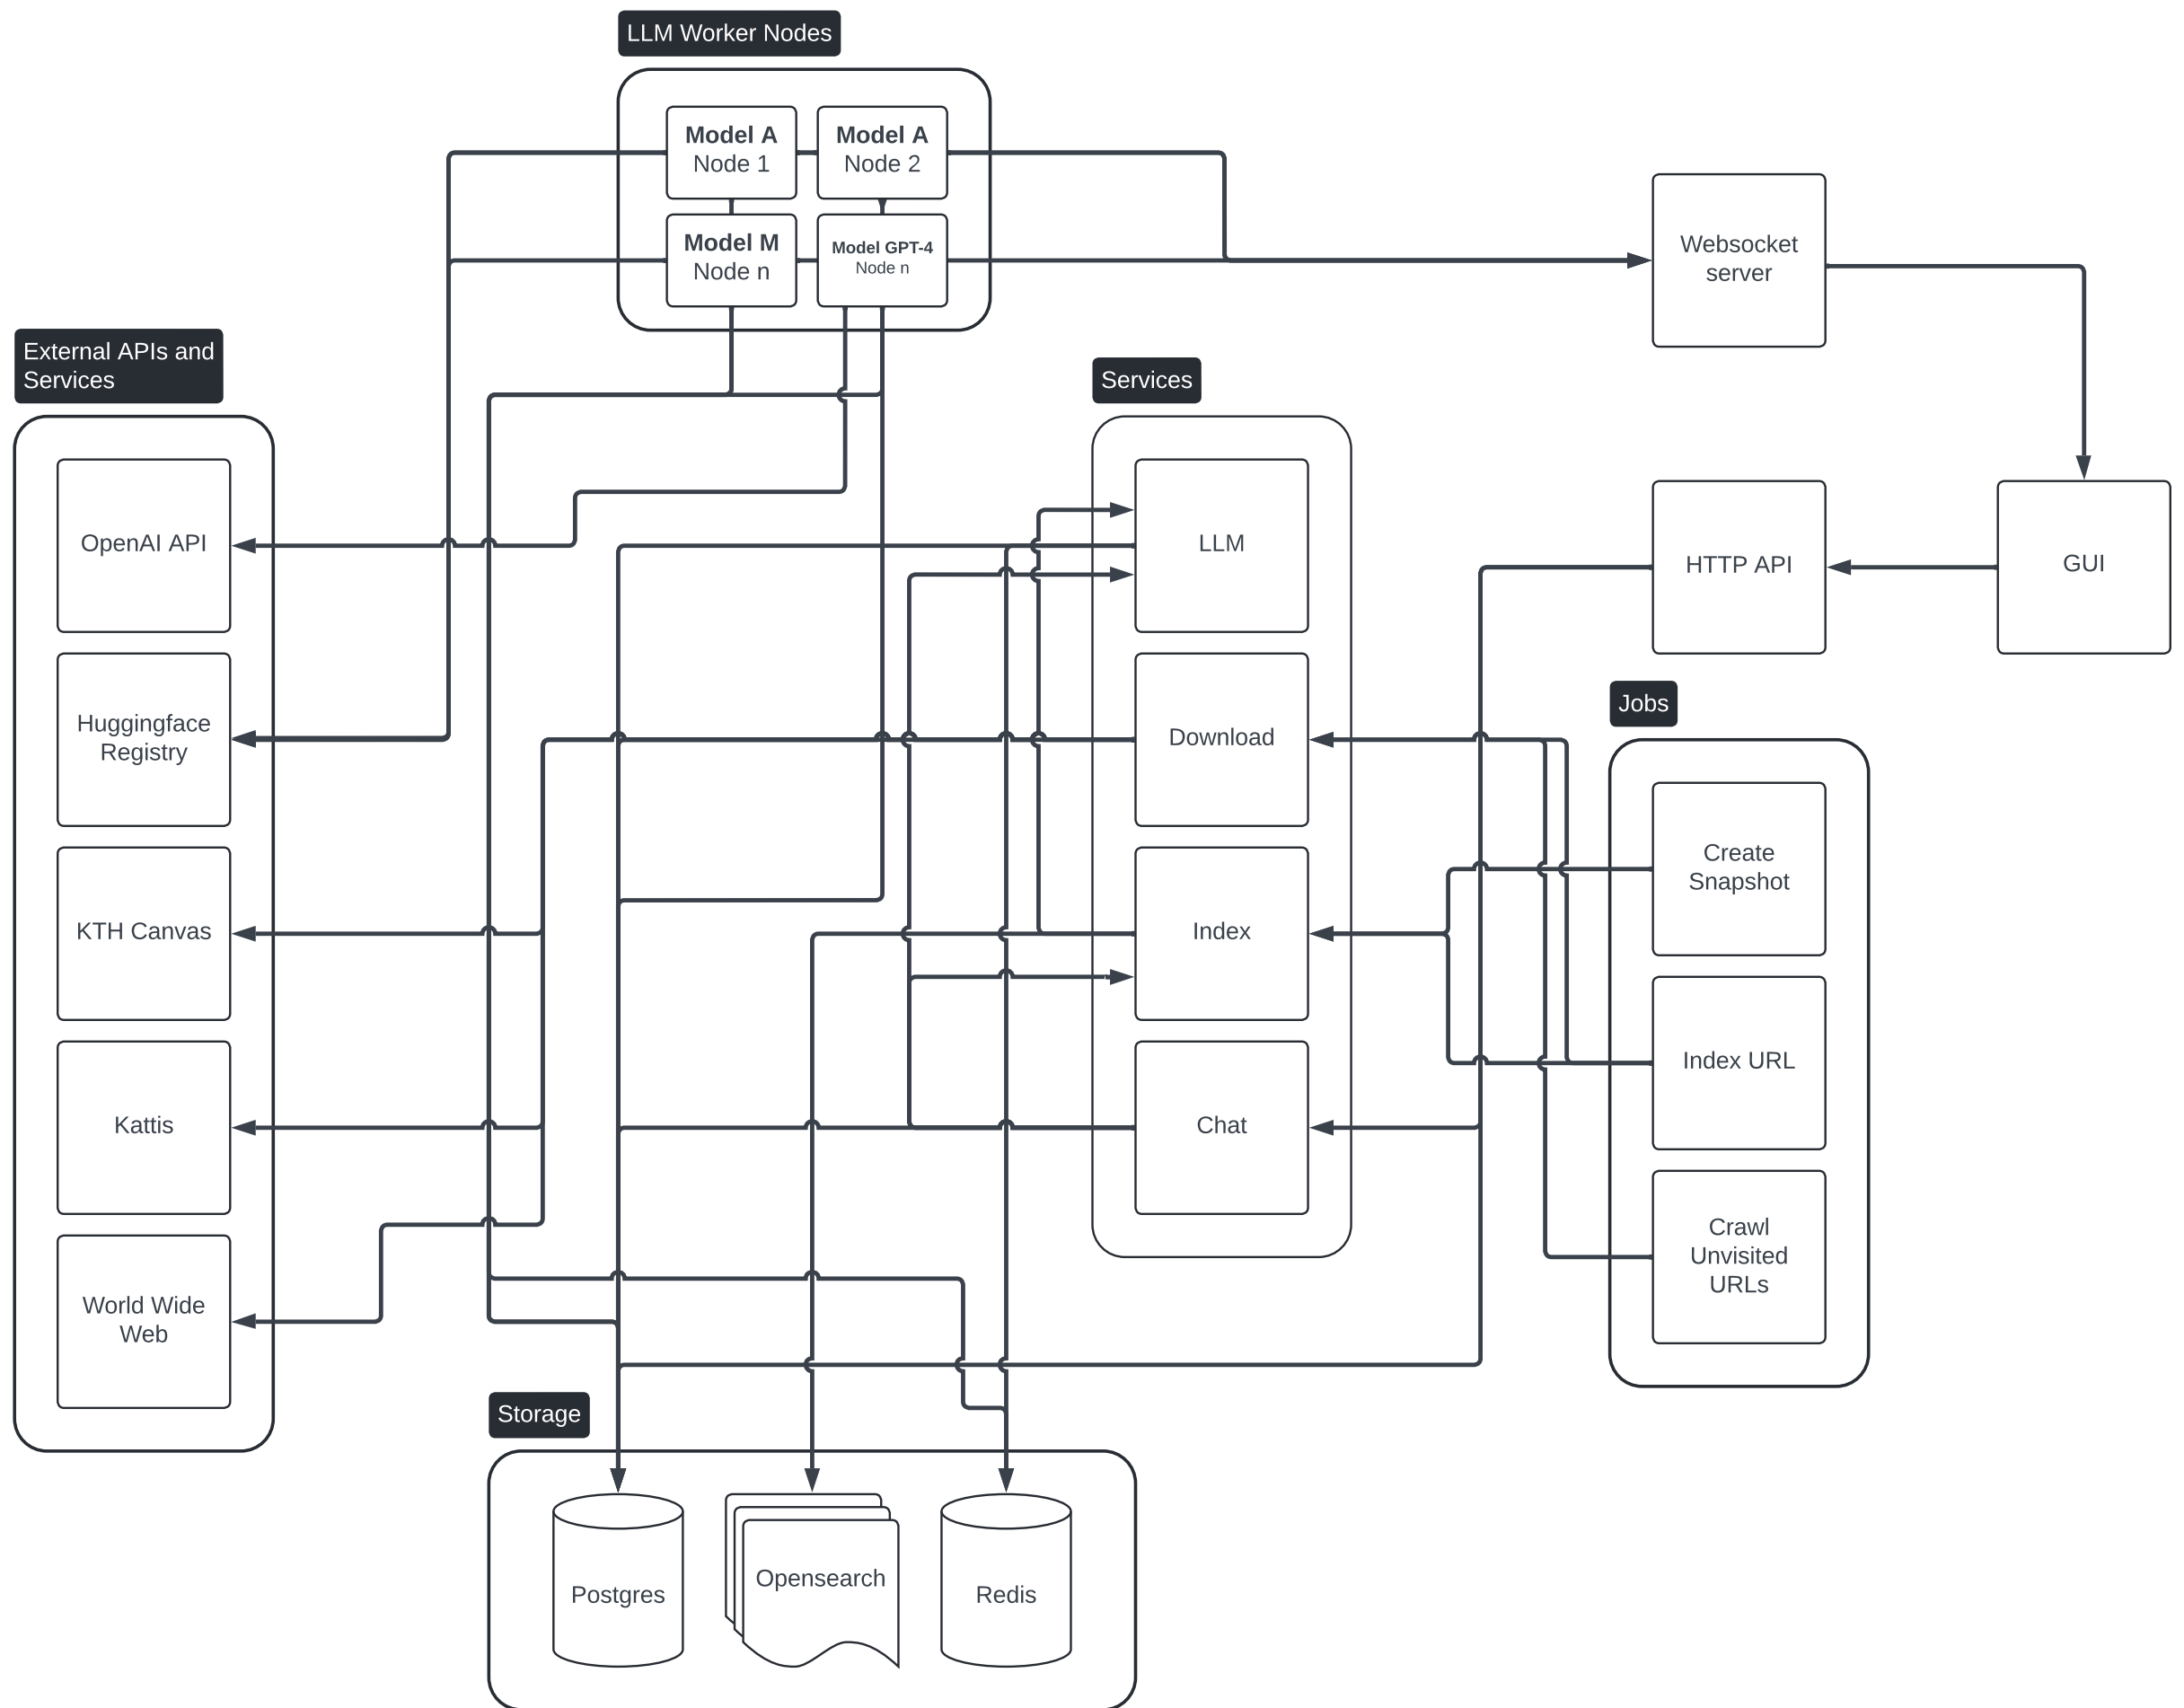 LLM Worker Nodes
Model A
Node 1
Model A
Node 2
Model M
Node n
Model GPT-4
Node n
Websocket
server
External APIs and
Services
OpenAI API
Huggingface
Registry
KTH Canvas
Kattis
World Wide
Web
Services
LLM
Download
Index
Chat
HTTP API
GUI
Jobs
Create
Snapshot
Index URL
Crawl
Unvisited
URLs
Storage
Postgres
Opensearch
Redis